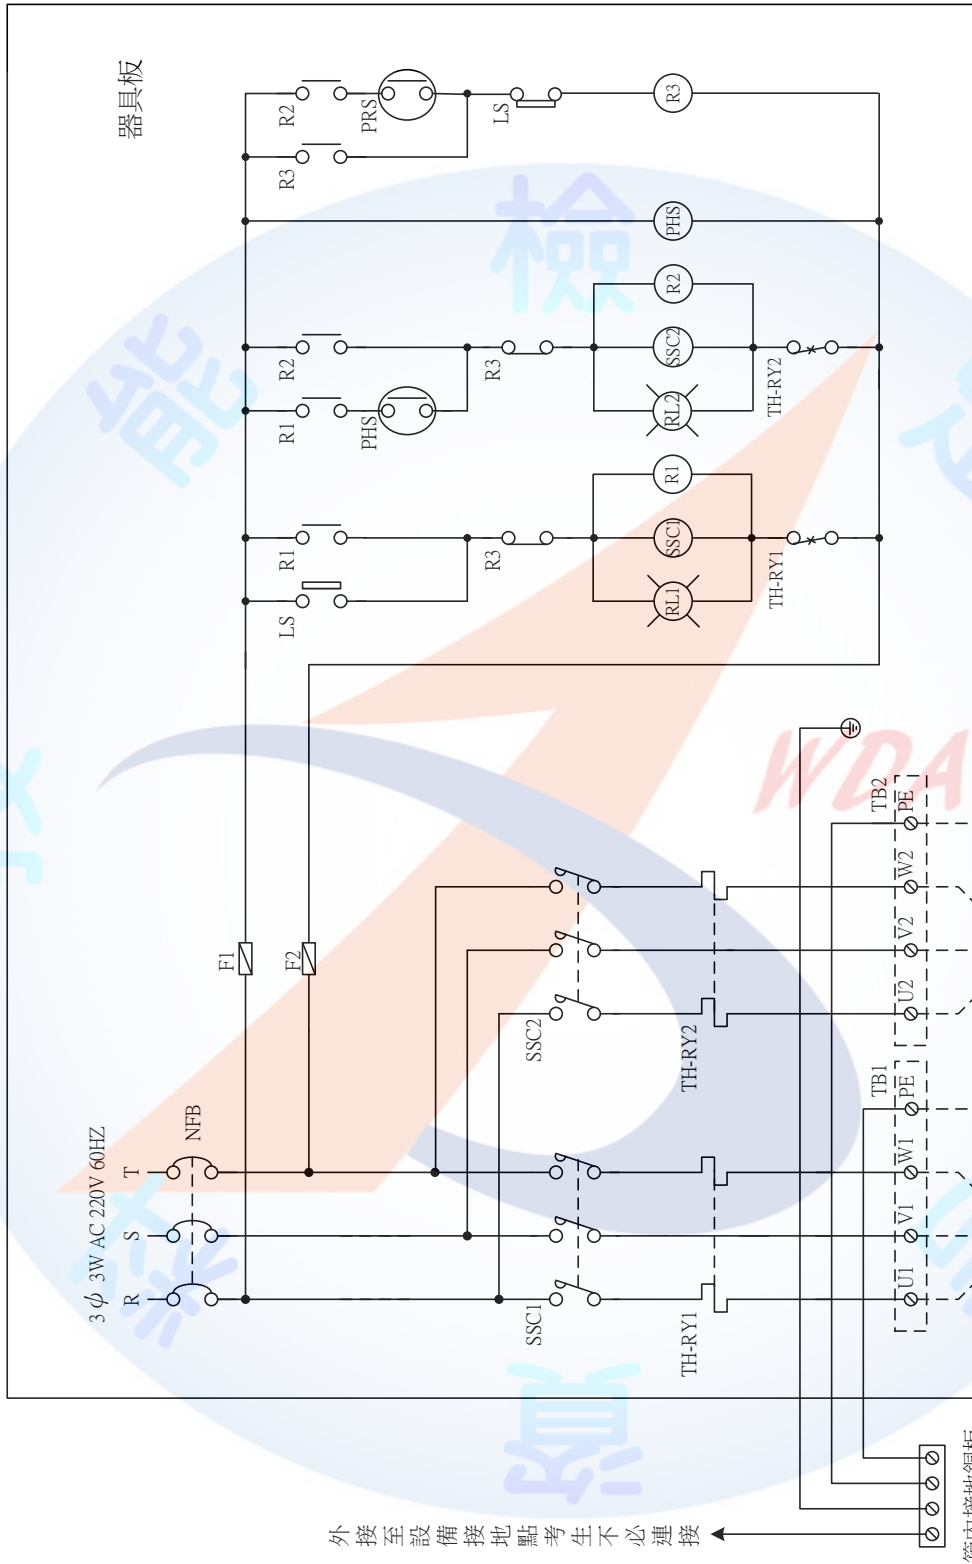 3ϕ 3W AC 220V 60HZ
R S T
NFB
器具板
F1
F2
LS
R1
R1
R2
R3
R2
PHS
PRS
R3
R3
LS
SSC1
SSC2
RL1
SSC1
R1
RL2
SSC2
R2
PHS
R3
TH-RY1
TH-RY2
TH-RY1
TH-RY2
TB1
TB2
U1 V1 W1 PE
U2 V2 W2 PE
外接至設備接地點考生不必連接
能
檢
WDA